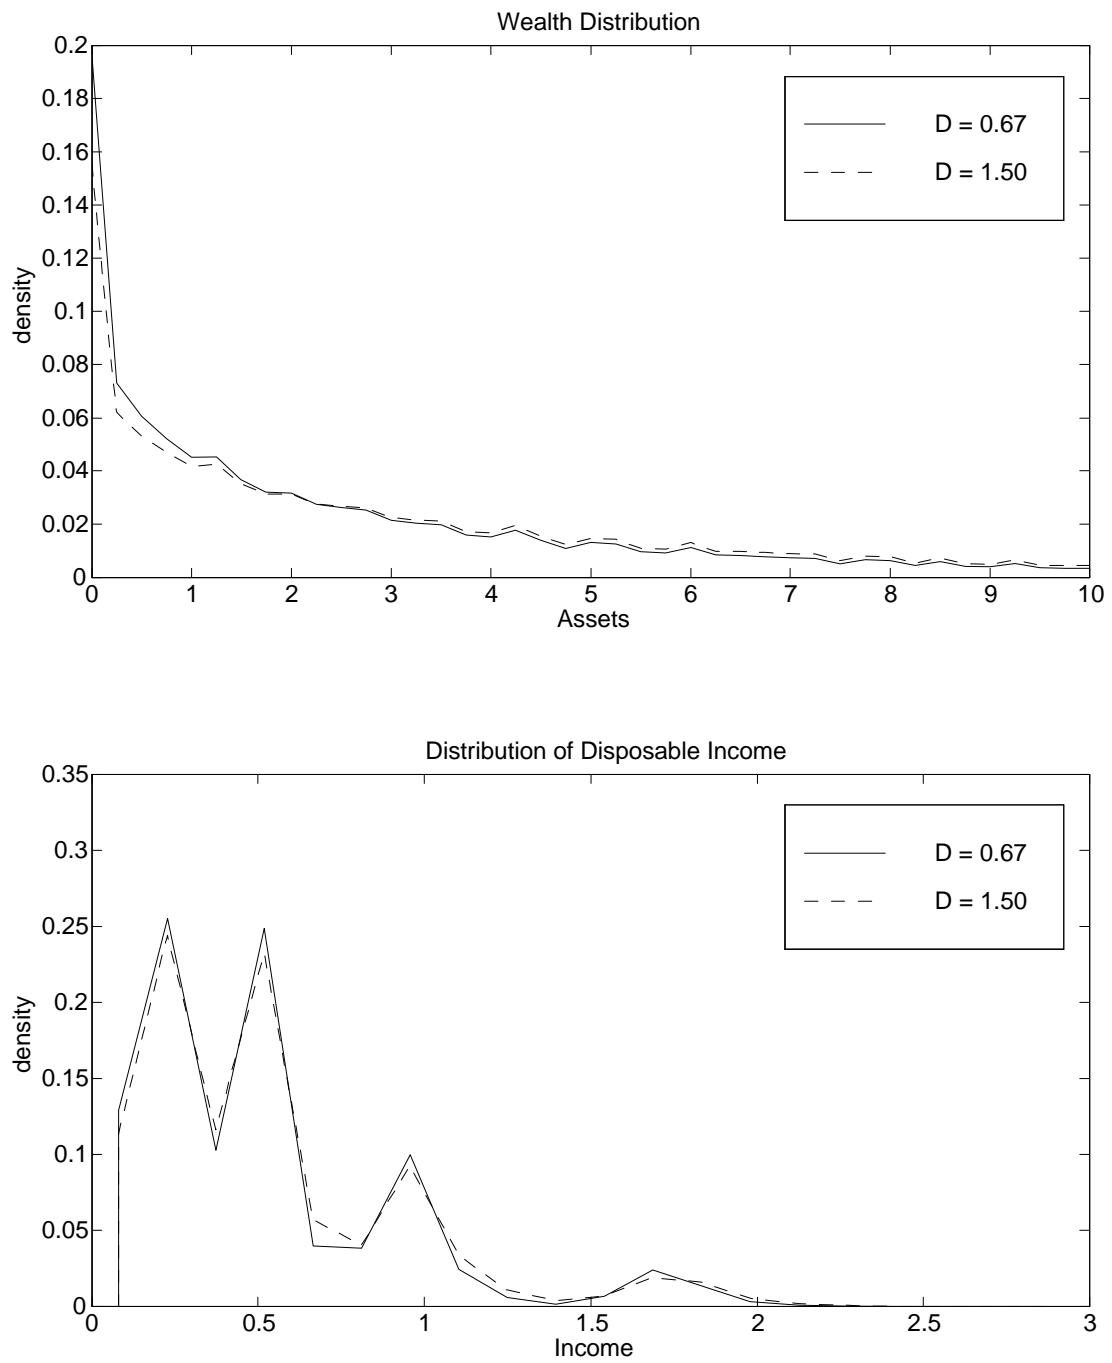 Wealth Distribution
0.2
0.18
0.16
0.14
0.12
0.1
0.08
0.06
0.04
0.02
0
density
D = 0.67
D = 1.50
0 1 2 3 4 5 6 7 8 9 10
Assets
Distribution of Disposable Income
0.35
0.3
0.25
0.2
0.15
0.1
0.05
0
density
D = 0.67
D = 1.50
0 0.5 1 1.5 2 2.5 3
Income